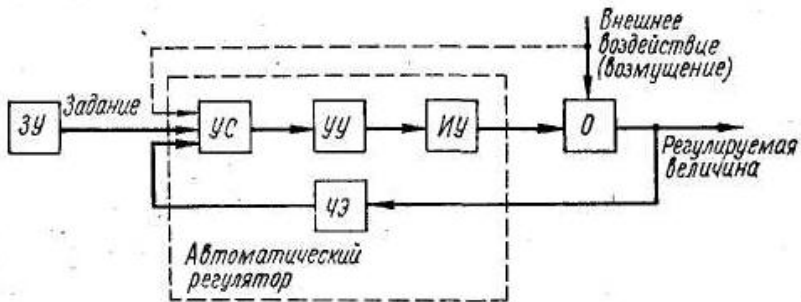 Внешнее
воздействие
(возмущение)
ЗУ
Задание
УС
УУ
ИУ
О
Регулируемая
величина
ЧЭ
Автоматический
регулятор